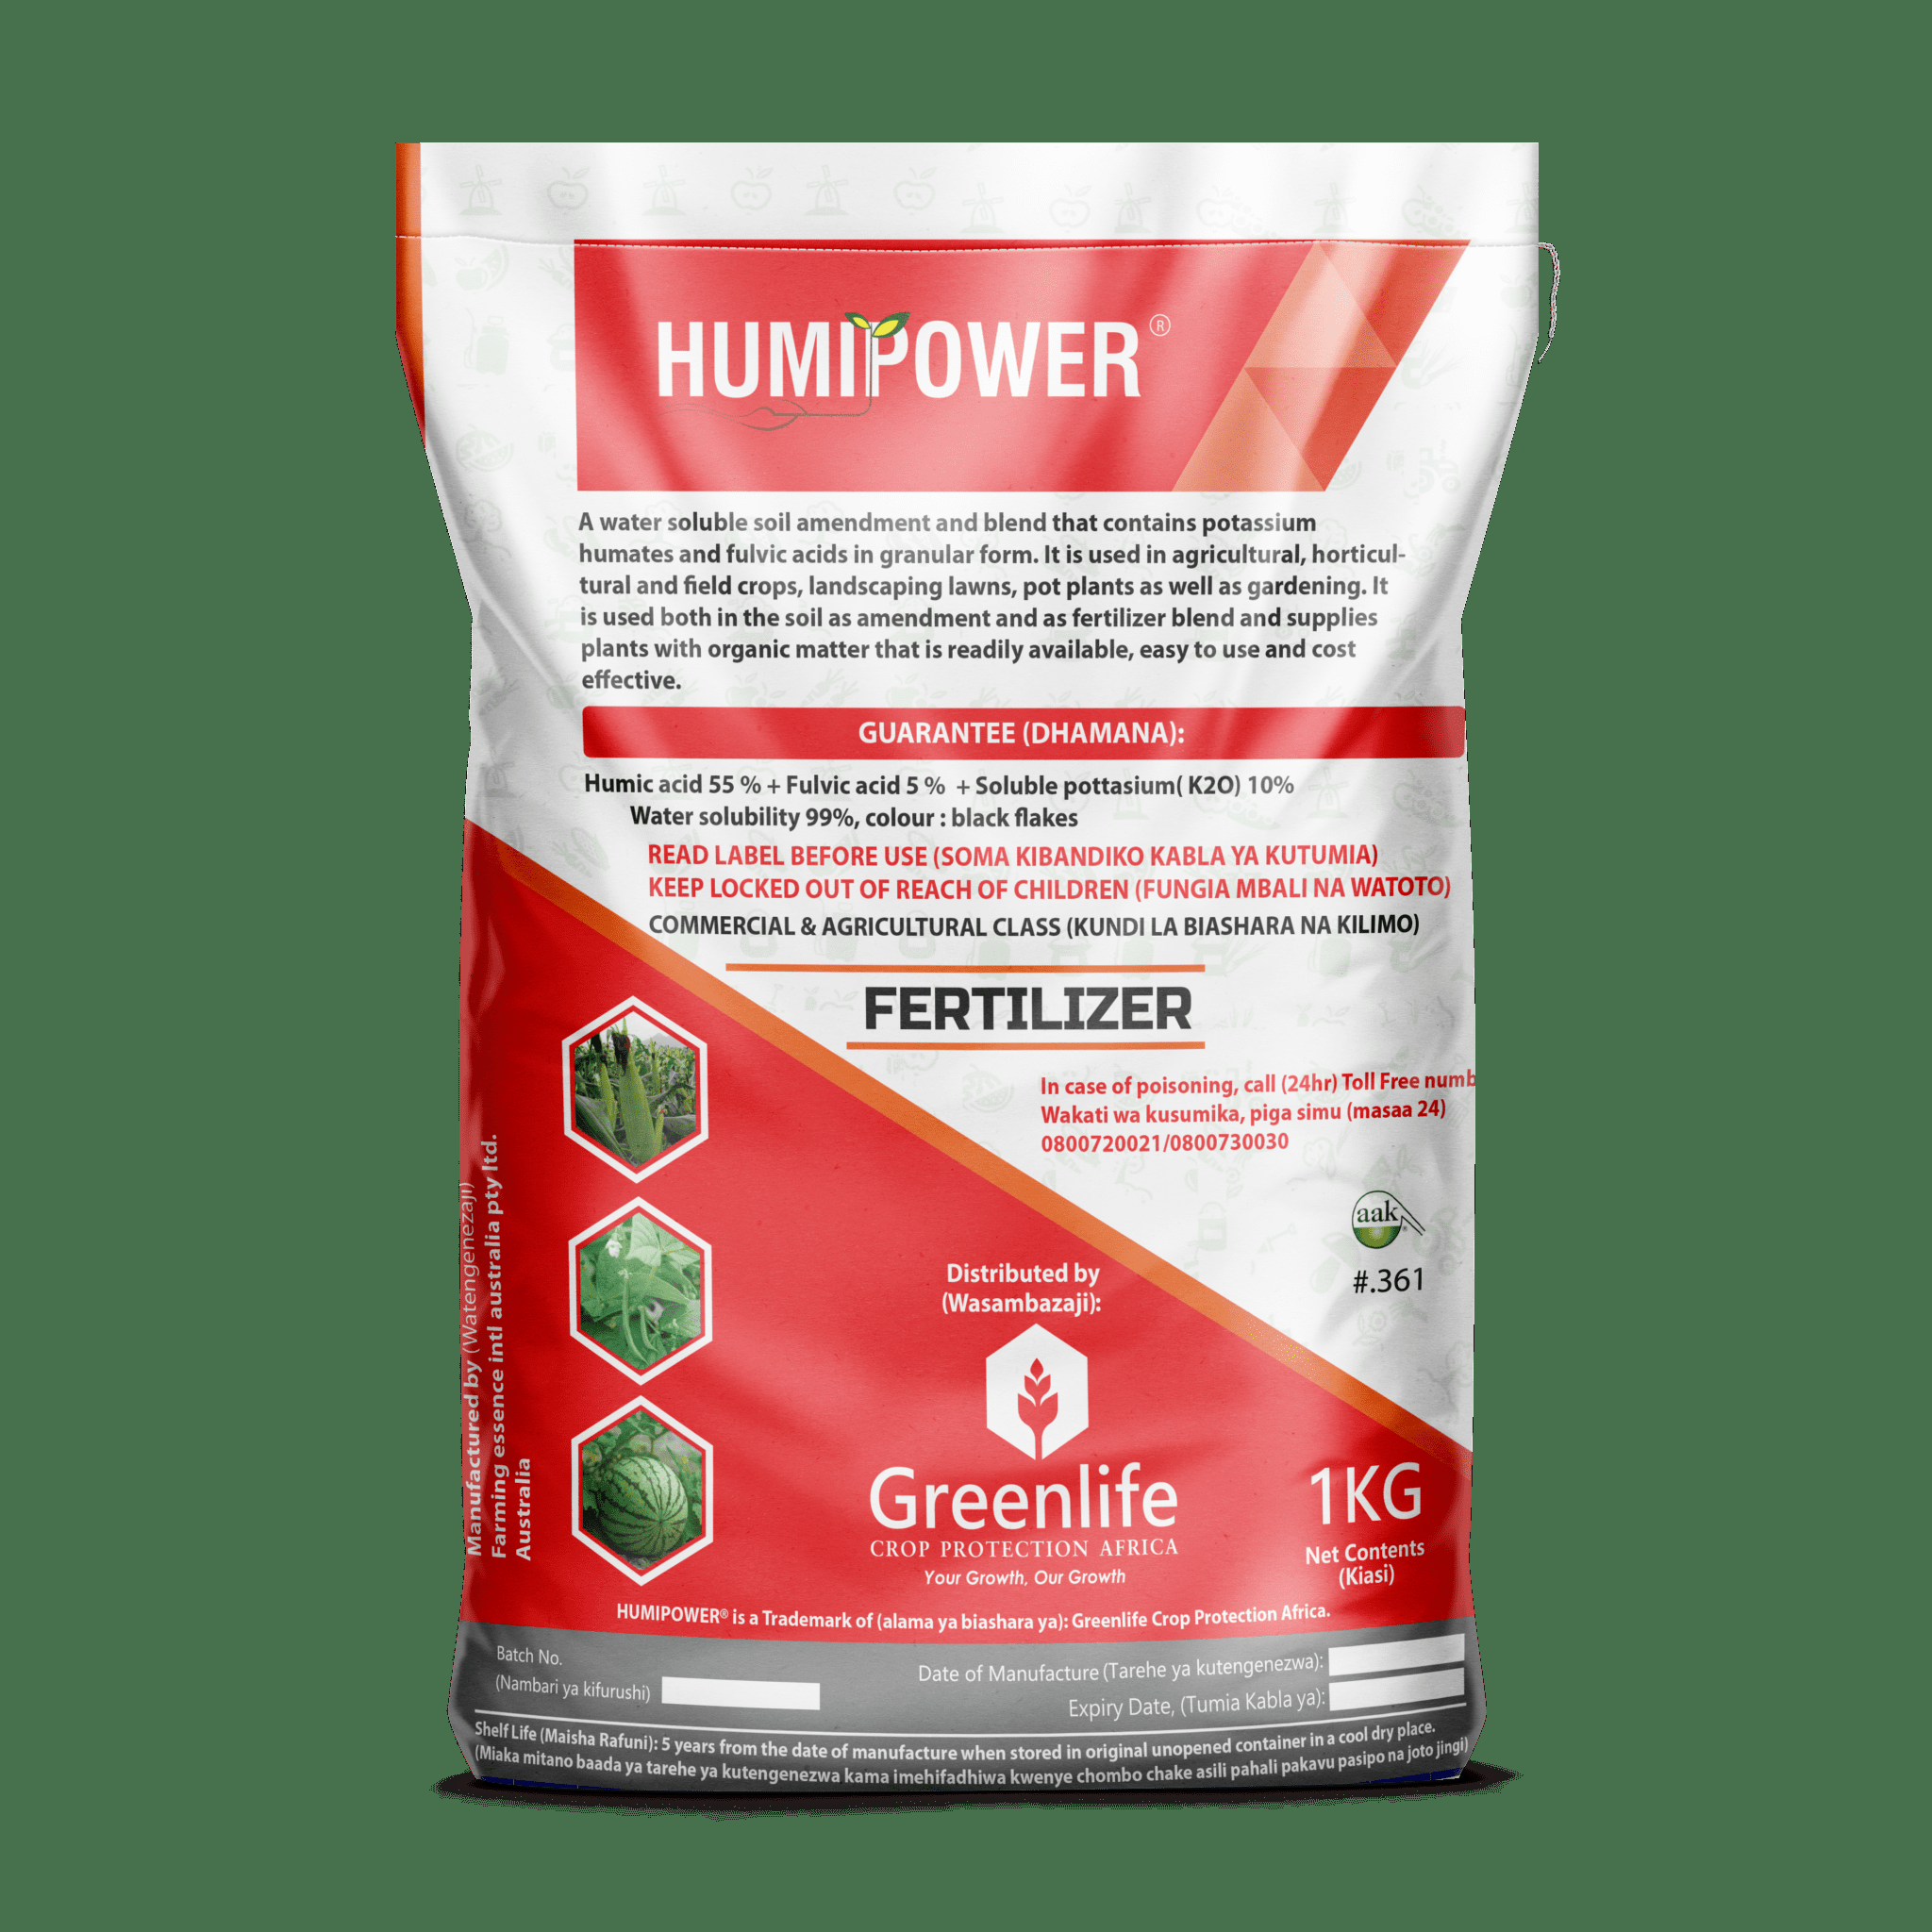 HUMIPOWER®
A water soluble soil amendment and blend that contains potassium
humates and fulvic acids in granular form. It is used in agricultural, horticul-
tural and field crops, landscaping lawns, pot plants as well as gardening. It
is used both in the soil as amendment and as fertilizer blend and supplies
plants with organic matter that is readily available, easy to use and cost
effective.
GUARANTEE (DHAMANA):
Humic acid 55 % + Fulvic acid 5 % + Soluble pottasium( K2O) 10%
Water solubility 99%, colour : black flakes
READ LABEL BEFORE USE (SOMA KIBANDIKO KABLA YA KUTUMIA)
KEEP LOCKED OUT OF REACH OF CHILDREN (FUNGIA MBALI NA WATOTO)
COMMERCIAL & AGRICULTURAL CLASS (KUNDI LA BIASHARA NA KILIMO)
FERTILIZER
In case of poisoning, call (24hr) Toll Free numb
Wakati wa kusumika, piga simu (masaa 24)
0800720021/0800730030
aak
#.361
Manufactured by (Watengenezaji)
Farming essence intl australia pty ltd.
Australia
Distributed by
(Wasambazaji):
Greenlife
CROP PROTECTION AFRICA
Your Growth, Our Growth
1KG
Net Contents
(Kiasi)
HUMIPOWER® is a Trademark of (alama ya biashara ya): Greenlife Crop Protection Africa.
Batch No.
(Nambari ya kifurushi)
Date of Manufacture (Tarehe ya kutengenezwa):
Expiry Date, (Tumia Kabla ya):
Shelf Life (Maisha Rafuni): 5 years from the date of manufacture when stored in original unopened container in a cool dry place.
(Miaka mitano baada ya tarehe ya kutengenezwa kama imehifadhiwa kwenye chombo chake asili pahali pakavu pasipo na joto jingi)